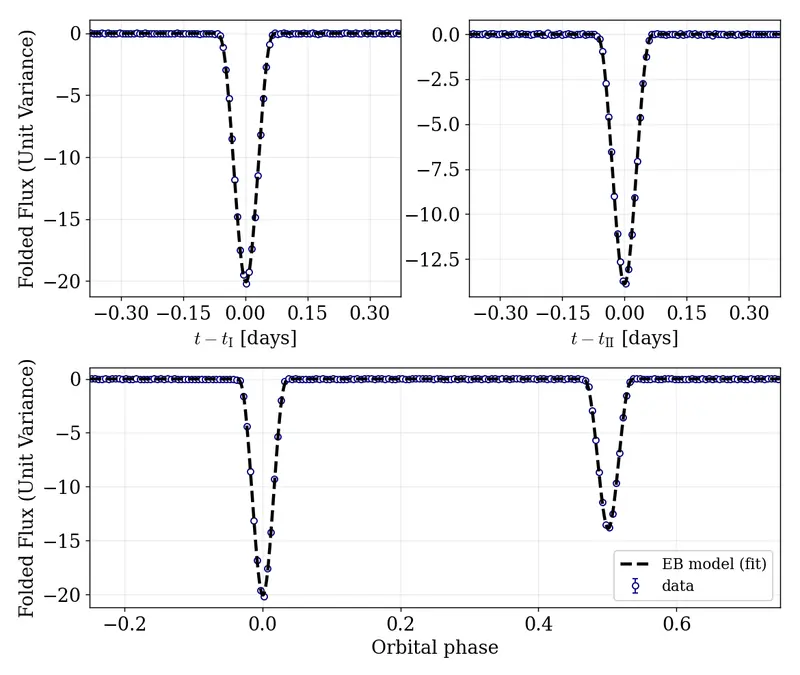 Folded Flux (Unit Variance)
0
−5
−10
−15
−20
−0.30 −0.15 0.00 0.15 0.30
t − tI [days]
0.0
−2.5
−5.0
−7.5
−10.0
−12.5
−0.30 −0.15 0.00 0.15 0.30
t − tII [days]
Folded Flux (Unit Variance)
0
−5
−10
−15
−20
EB model (fit)
data
−0.2 0.0 0.2 0.4 0.6
Orbital phase